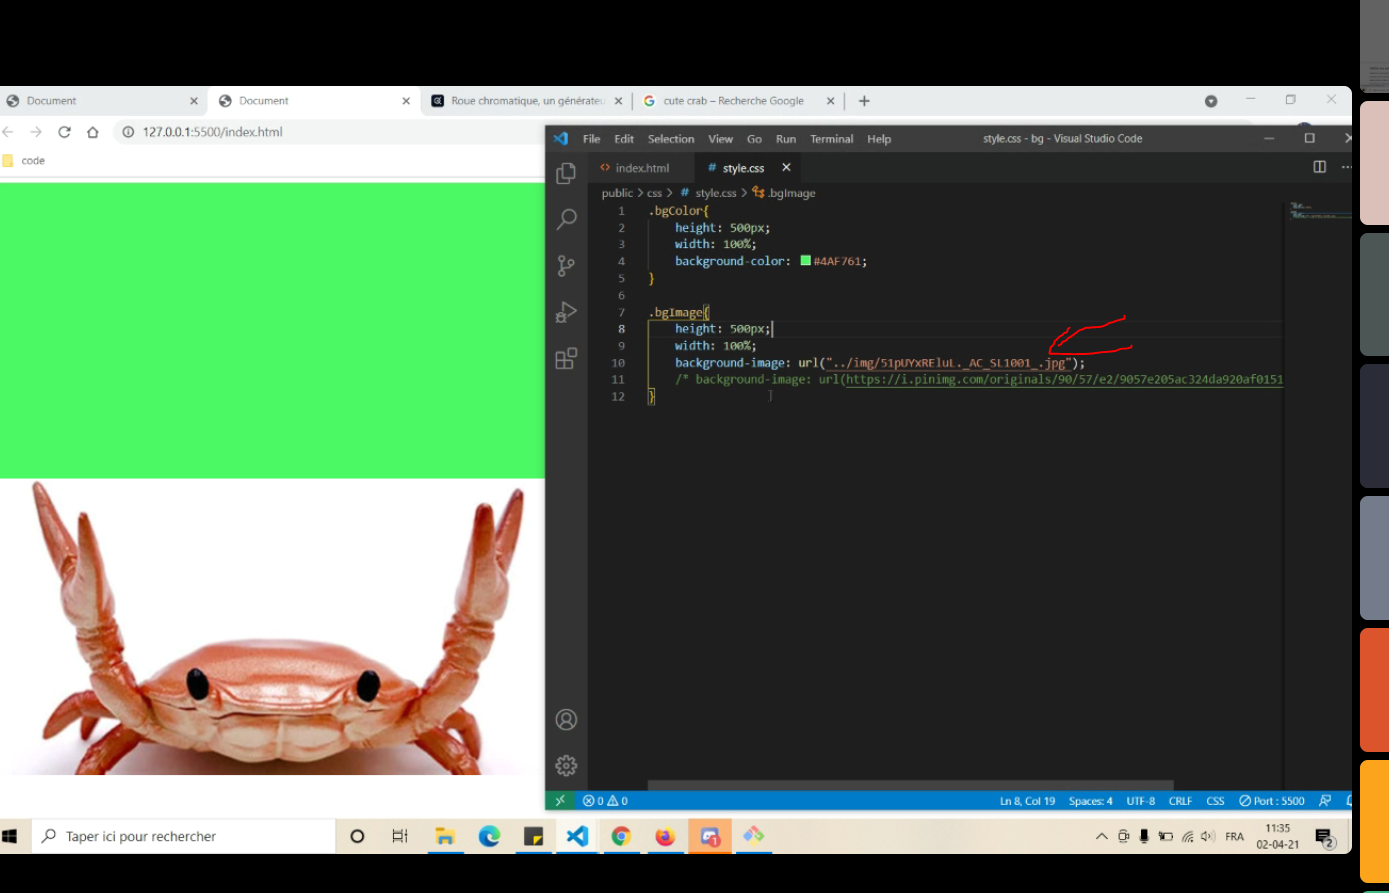 Document
Document
Roue chromatique, un générateu
cute crab – Recherche Google
127.0.0.1:5500/index.html
code
File Edit Selection View Go Run Terminal Help
style.css - bg - Visual Studio Code
index.html
# style.css
public > css > # style.css > .bgImage
1 .bgColor{
2 height: 500px;
3 width: 100%;
4 background-color: #4AF761;
5 }
6
7 .bgImage{
8 height: 500px;
9 width: 100%;
10 background-image: url("../img/51pUYxREluL._AC_SL1001_.jpg");
11 /* background-image: url(https://i.pinimg.com/originals/90/57/e2/9057e205ac324da920af0151
12 }
0 0
Ln 8, Col 19 Spaces: 4 UTF-8 CRLF CSS Port : 5500
Taper ici pour rechercher
1
FRA
11:35
02-04-21
2